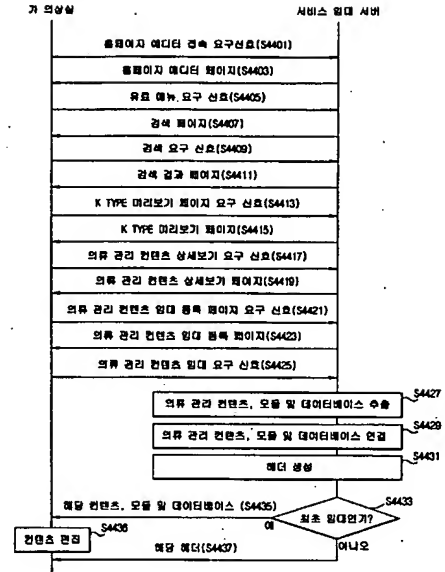 가 의상실
서비스 임대 서버
홈페이지 에디터 접속 요구신호(S4401)
홈페이지 에디터 페이지(S4403)
유료 메뉴 요구 신호(S4405)
검색 페이지(S4407)
검색 요구 신호(S4409)
검색 결과 페이지(S4411)
K TYPE 미리보기 페이지 요구 신호(S4413)
K TYPE 미리보기 페이지(S4415)
의류 관리 컨텐츠 상세보기 요구 신호(S4417)
의류 관리 컨텐츠 상세보기 페이지(S4419)
의류 관리 컨텐츠 임대 등록 페이지 요구 신호(S4421)
의류 관리 컨텐츠 임대 등록 페이지(S4423)
의류 관리 컨텐츠 임대 요구 신호(S4425)
S4427
의류 관리 컨텐츠, 모듈 및 데이터베이스 추출
S4429
의류 관리 컨텐츠, 모듈 및 데이터베이스 연결
S4431
헤더 생성
S4433
해당 컨텐츠, 모듈 및 데이터베이스 (S4435)
최초 임대인가?
예
S4436
컨텐츠 편집
해당 헤더(S4437)
아니오